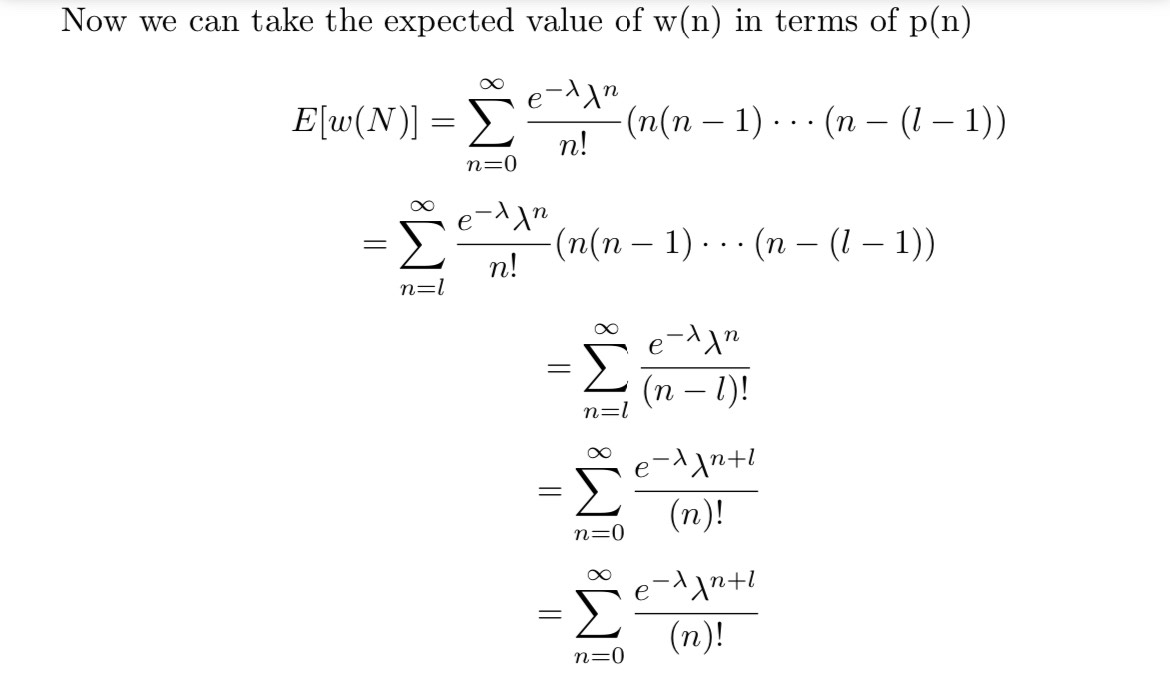 Now we can take the expected value of w(n) in terms of p(n)
$E[w(N)] = \sum_{n=0}^{\infty} \frac{e^{-\lambda}\lambda^{n}}{n!}(n(n-1)\cdots(n-(l-1))$
$= \sum_{n=l}^{\infty} \frac{e^{-\lambda}\lambda^{n}}{n!}(n(n-1)\cdots(n-(l-1))$
$= \sum_{n=l}^{\infty} \frac{e^{-\lambda}\lambda^{n}}{(n-l)!}$
$= \sum_{n=0}^{\infty} \frac{e^{-\lambda}\lambda^{n+l}}{(n)!}$
$= \sum_{n=0}^{\infty} \frac{e^{-\lambda}\lambda^{n+l}}{(n)!}$